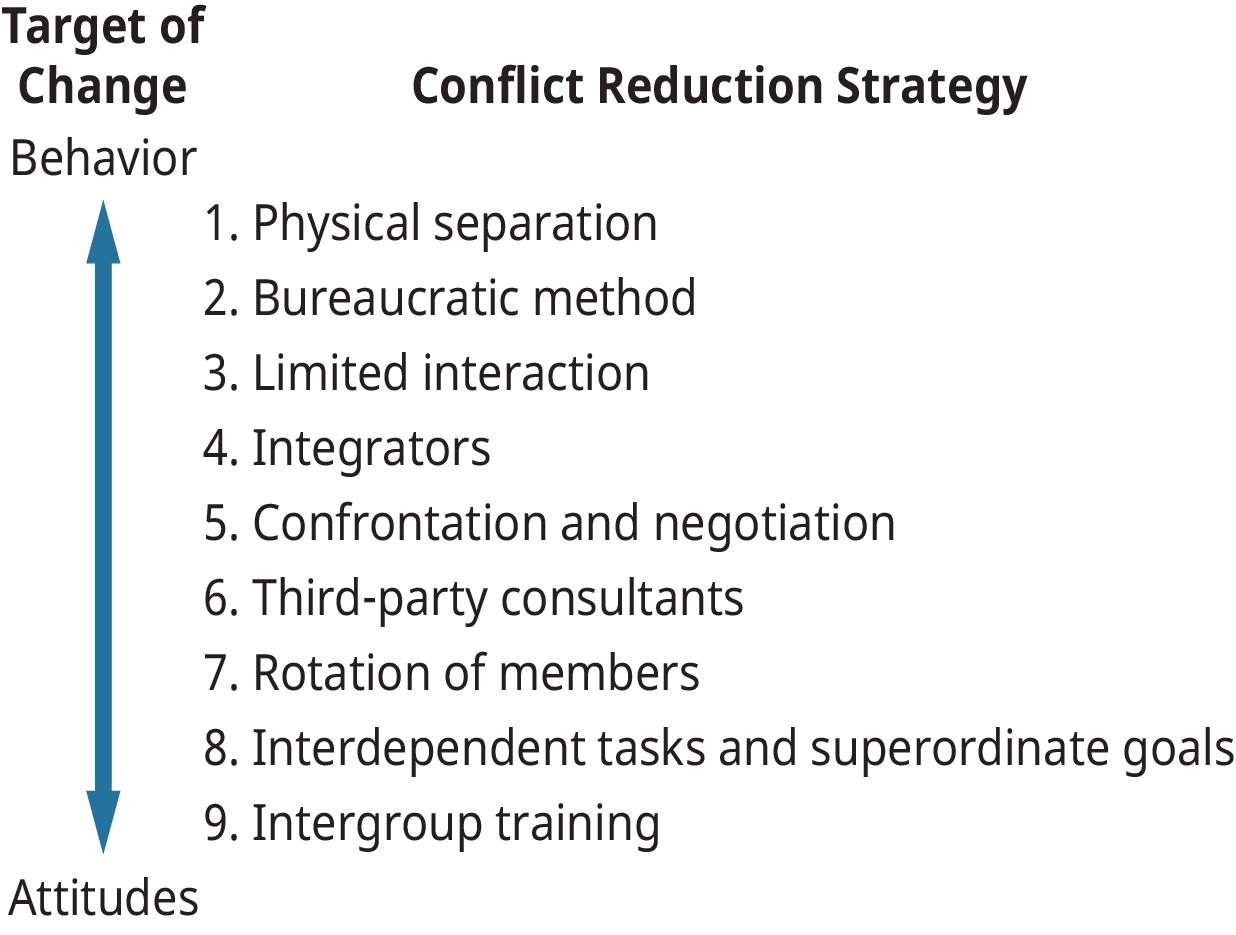 Target of
Change
Conflict Reduction Strategy
Behavior
1. Physical separation
2. Bureaucratic method
3. Limited interaction
4. Integrators
5. Confrontation and negotiation
6. Third-party consultants
7. Rotation of members
8. Interdependent tasks and superordinate goals
9. Intergroup training
Attitudes